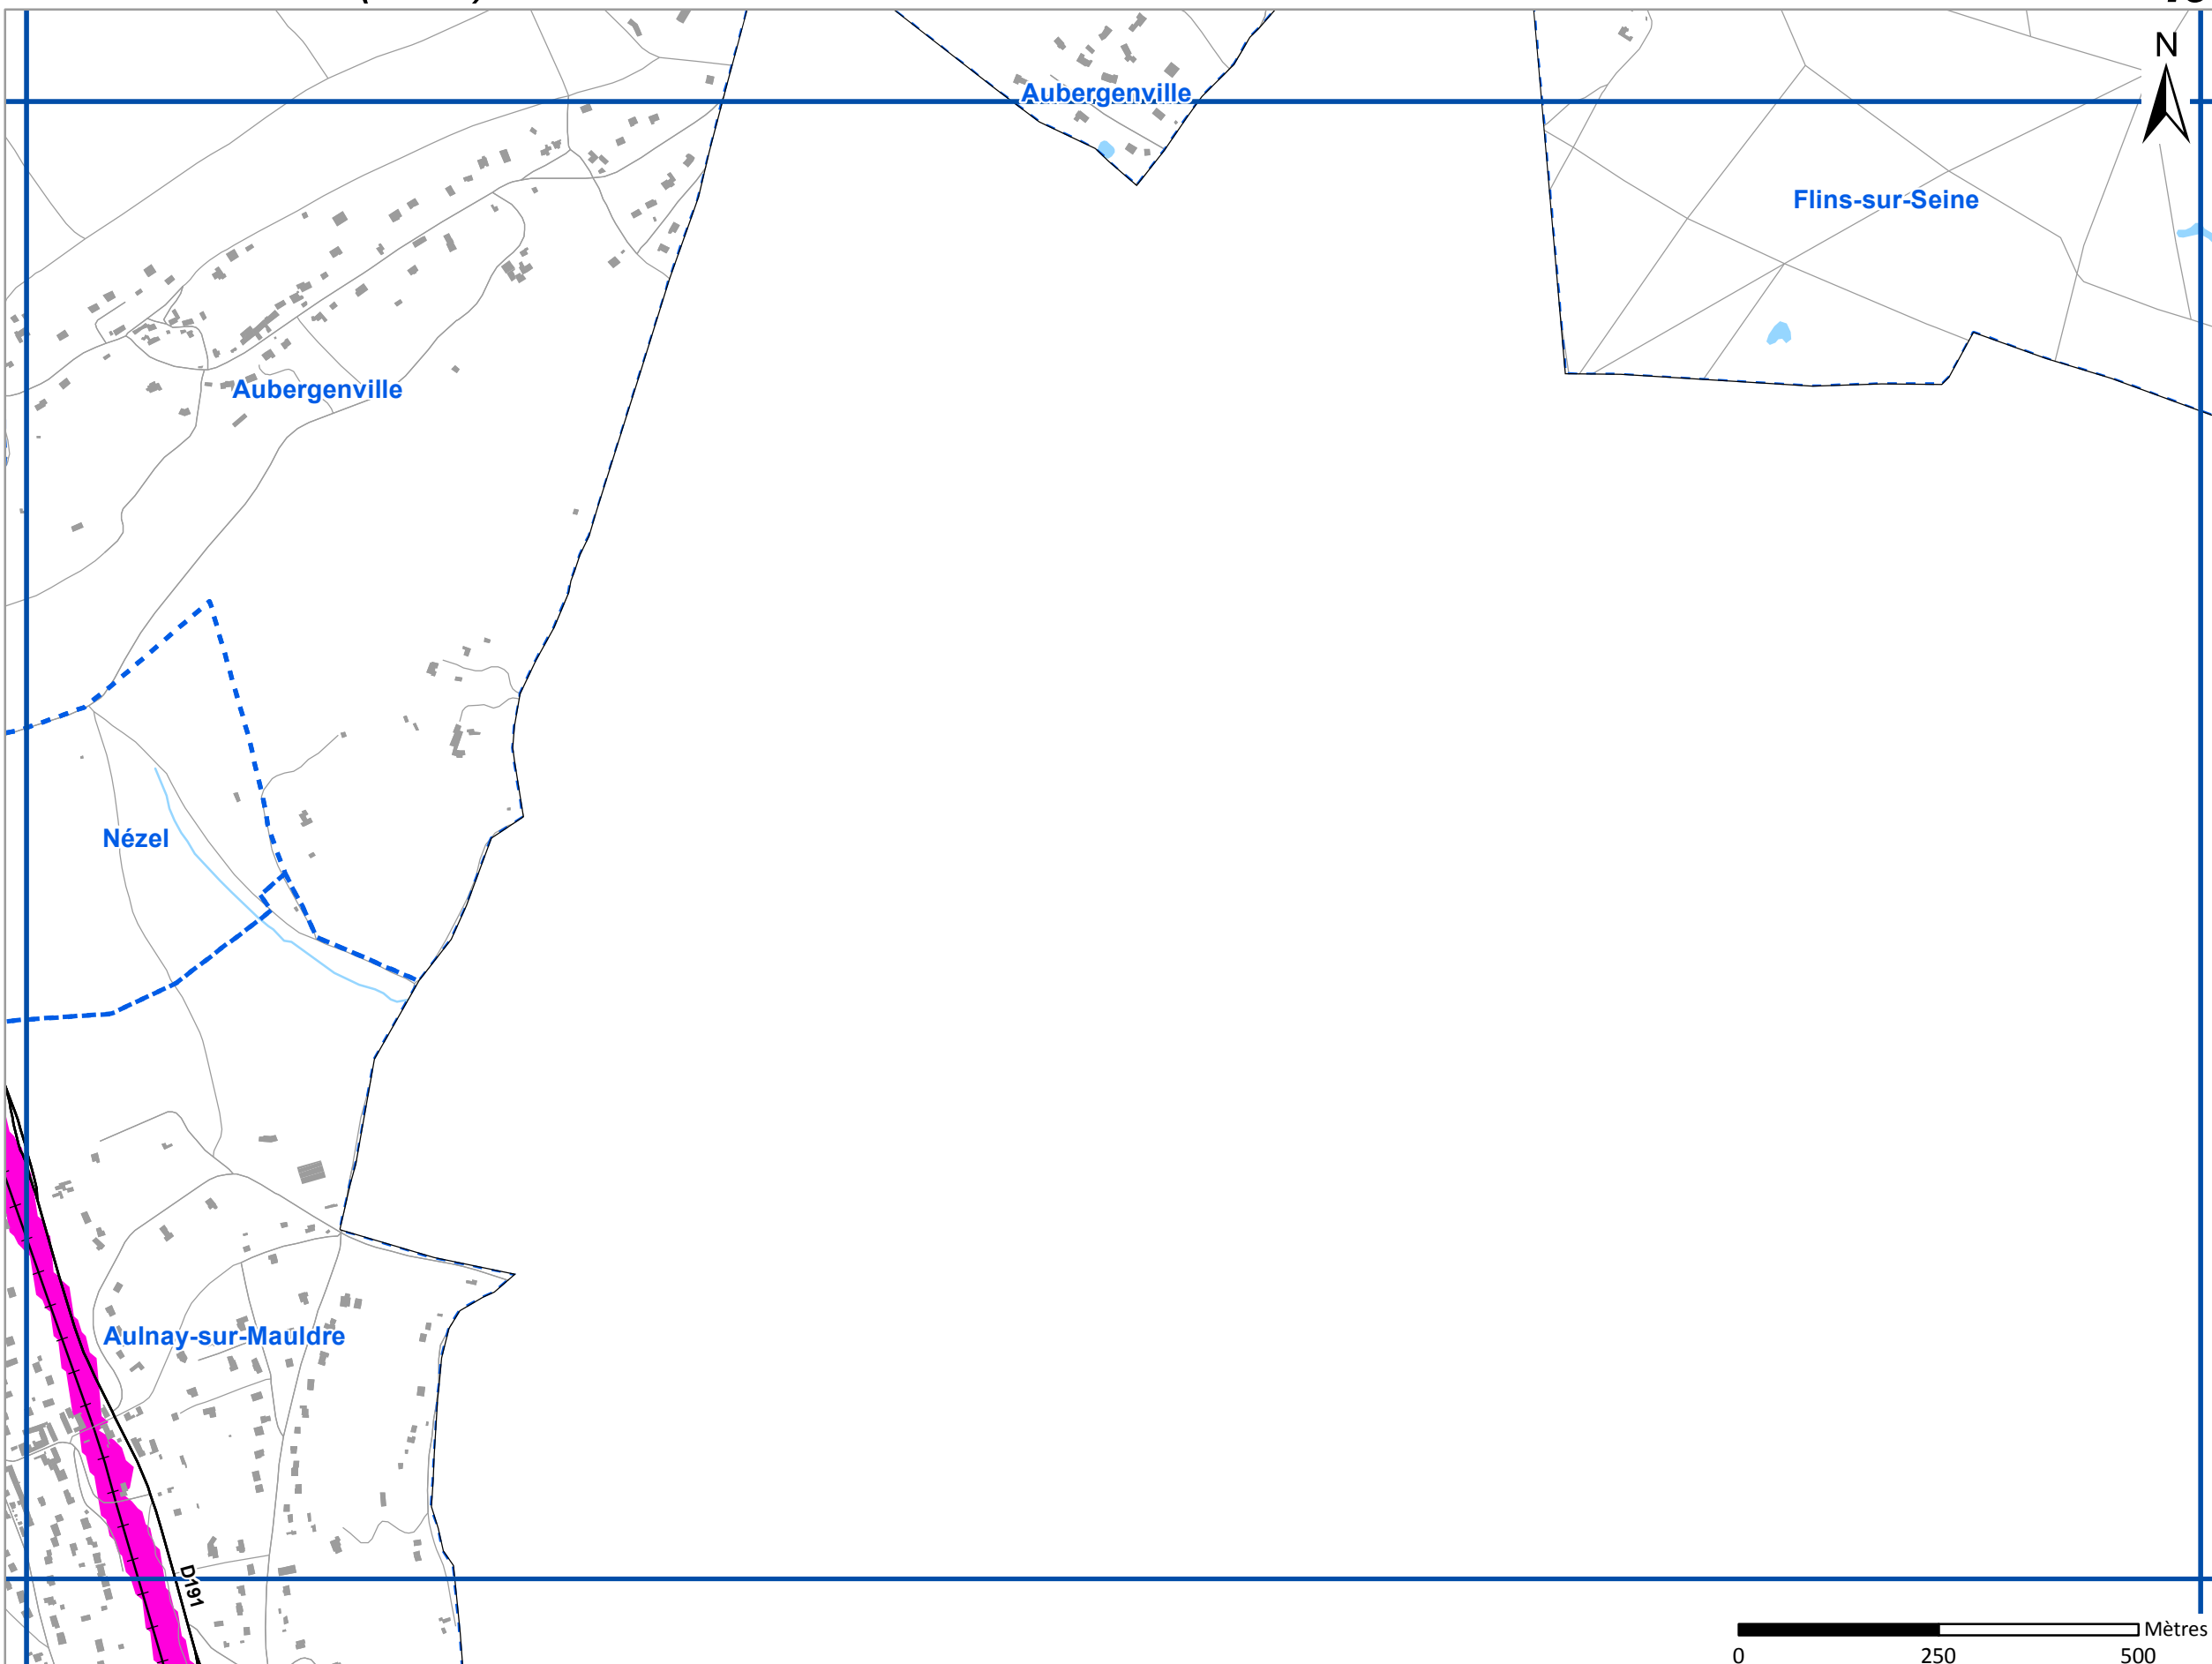 N
Aubergenville
Flins-sur-Seine
Aubergenville
Nézel
Aulnay-sur-Mauldre
D191
Mètres
0 250 500